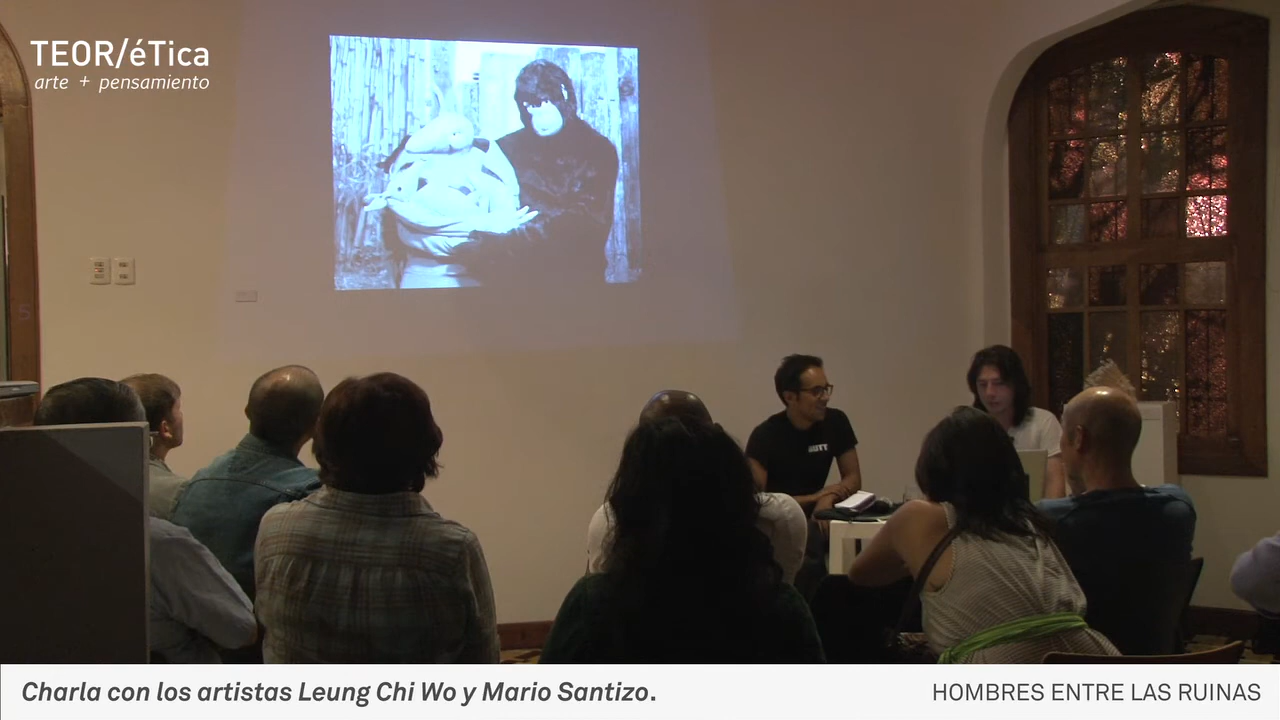 TEOR/éTica
arte + pensamiento
Charla con los artistas Leung Chi Wo y Mario Santizo.
HOMBRES ENTRE LAS RUINAS